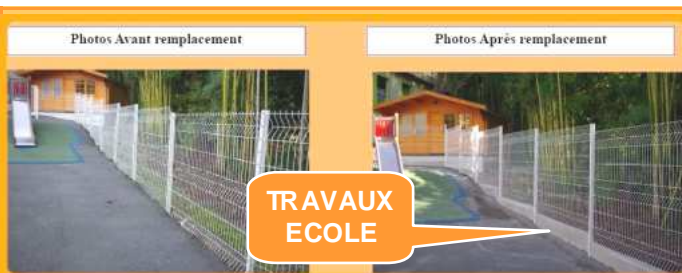 Photos Avant remplacement
Photos Après remplacement
TRAVAUX
ECOLE